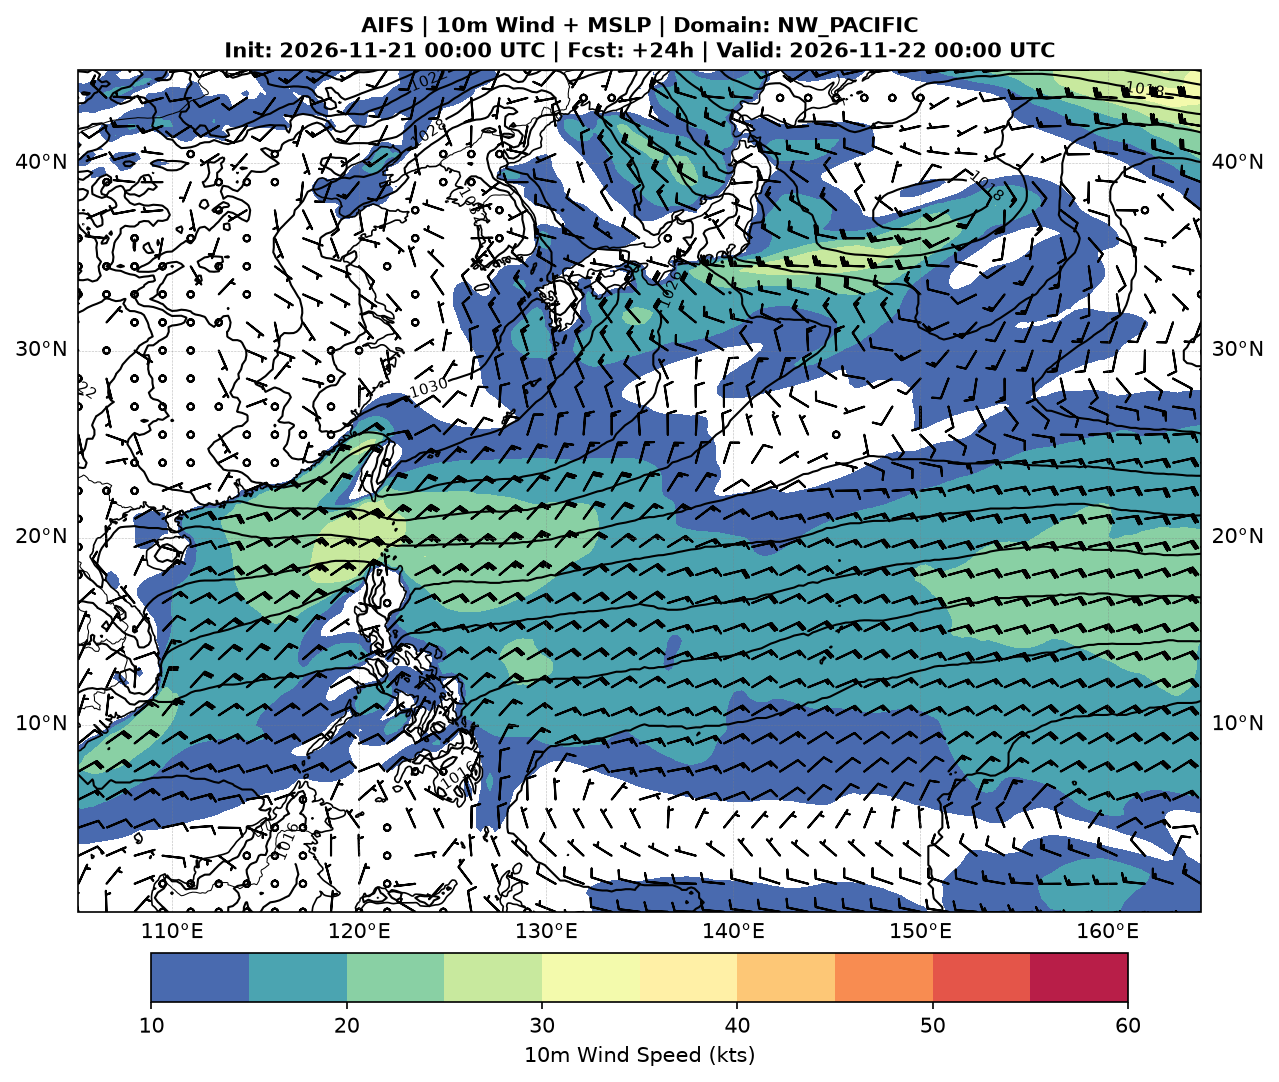 AIFS | 10m Wind + MSLP | Domain: NW_PACIFIC
Init: 2026-11-21 00:00 UTC | Fcst: +24h | Valid: 2026-11-22 00:00 UTC
1018
1028
40°N 40°N
1018
1026
30°N 30°N
1030
22
20°N 20°N
10°N 10°N
1016
1016
110°E 120°E 130°E 140°E 150°E 160°E
10 20 30 40 50 60
10m Wind Speed (kts)